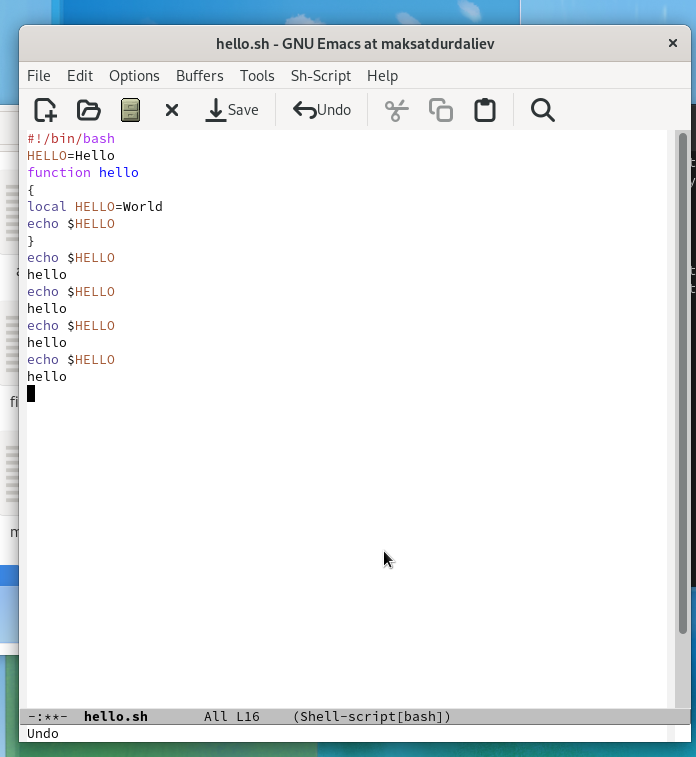 hello.sh - GNU Emacs at maksatdurdaliev ×
File Edit Options Buffers Tools Sh-Script Help
Save Undo
#!/bin/bash
HELLO=Hello
function hello
{
local HELLO=World
echo $HELLO
}
echo $HELLO
hello
echo $HELLO
hello
echo $HELLO
hello
echo $HELLO
hello
-:**- hello.sh All L16 (Shell-script[bash])
Undo